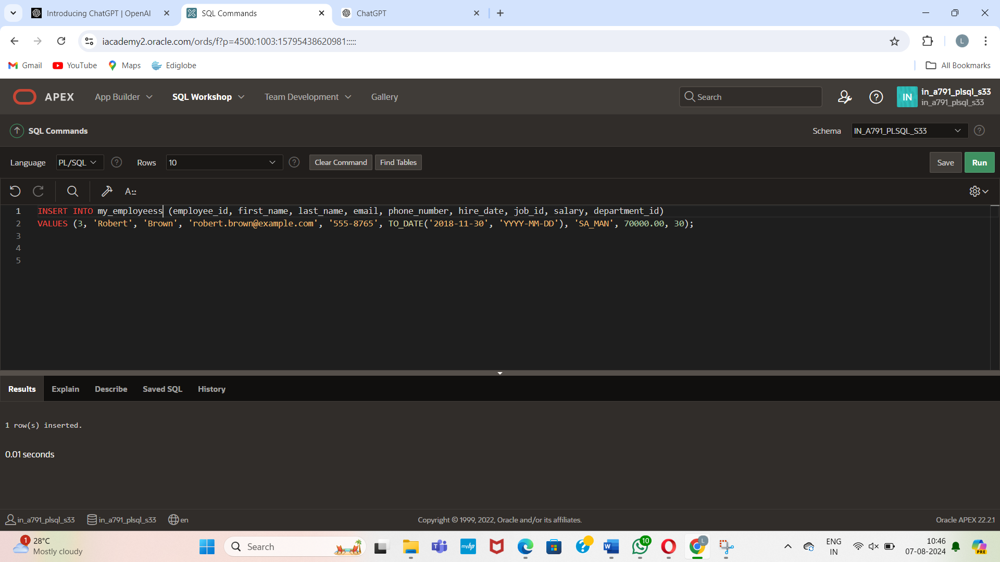 Introducing ChatGPT | OpenAI
SQL Commands
ChatGPT
iacademy2.oracle.com/ords/f?p=4500:1003:15795438620981:::::
L
Gmail
YouTube
Maps
Ediglobe
All Bookmarks
APEX
App Builder
SQL Workshop
Team Development
Gallery
Search
?
IN
in_a791_plsql_s33
in_a791_plsql_s33
SQL Commands
Schema
IN_A791_PLSQL_S33
?
Language
PL/SQL
?
Rows
10
?
Clear Command
Find Tables
Save
Run
A::
1 INSERT INTO my_employeess (employee_id, first_name, last_name, email, phone_number, hire_date, job_id, salary, department_id)
2 VALUES (3, 'Robert', 'Brown', 'robert.brown@example.com', '555-8765', TO_DATE('2018-11-30', 'YYYY-MM-DD'), 'SA_MAN', 70000.00, 30);
3
4
5
Results
Explain
Describe
Saved SQL
History
1 row(s) inserted.
0.01 seconds
in_a791_plsql_s33
in_a791_plsql_s33
en
Copyright © 1999, 2022, Oracle and/or its affiliates.
Oracle APEX 22.2.1
1
28°C
Mostly cloudy
Search
T
myhp
?
W
10
L
ENG
IN
10:46
07-08-2024
PRE